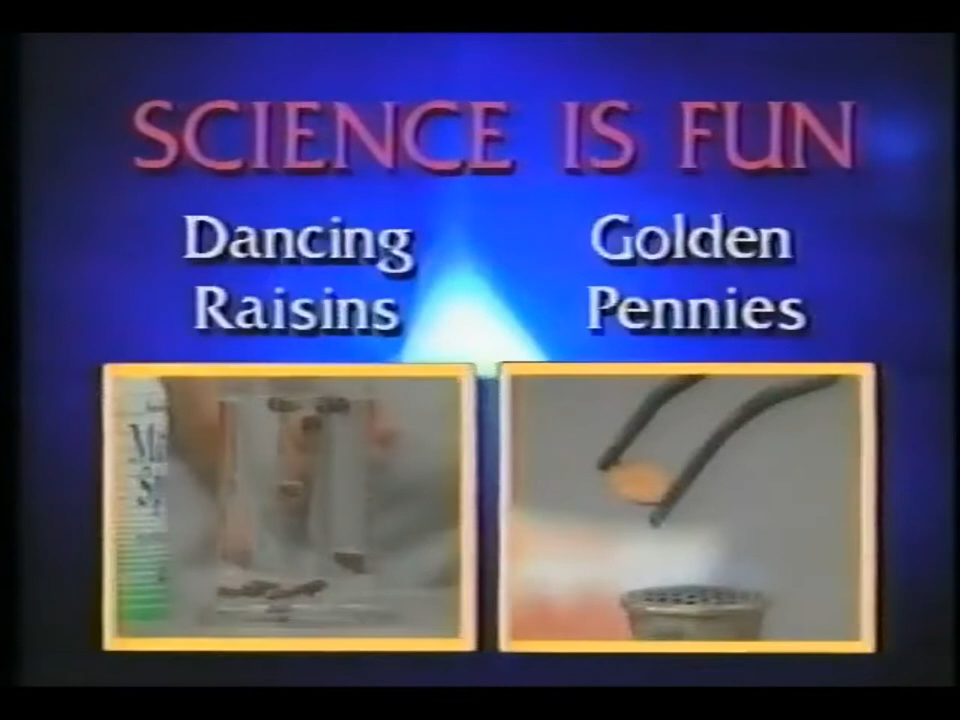 SCIENCE IS FUN
Dancing
Raisins
Golden
Pennies